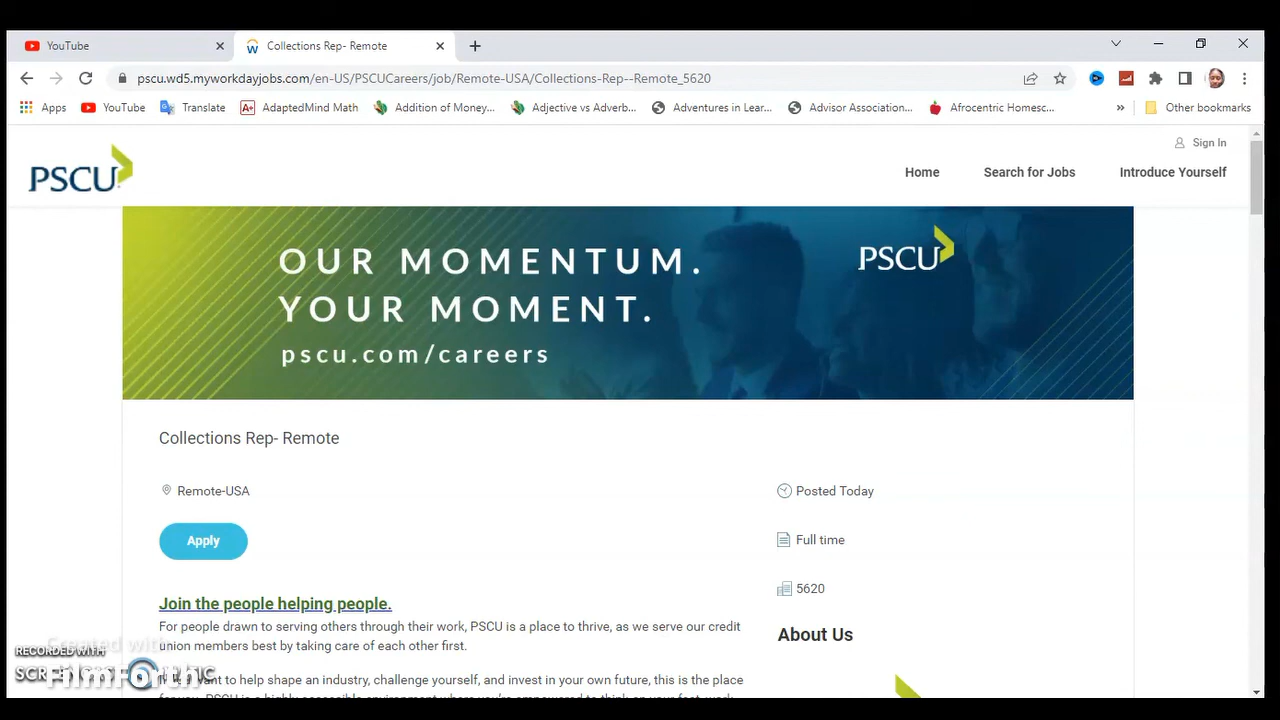 YouTube
Collections Rep- Remote
pscu.wd5.myworkdayjobs.com/en-US/PSCUCareers/job/Remote-USA/Collections-Rep--Remote_5620
Apps
YouTube
Translate
A+ AdaptedMind Math
Addition of Money...
Adjective vs Adverb...
Adventures in Lear...
Advisor Association...
Afrocentric Homesc...
»
Other bookmarks
Sign In
PSCU
Home
Search for Jobs
Introduce Yourself
OUR MOMENTUM.
YOUR MOMENT.
pscu.com/careers
PSCU
Collections Rep- Remote
Remote-USA
Posted Today
Apply
Full time
5620
Join the people helping people.
For people drawn to serving others through their work, PSCU is a place to thrive, as we serve our credit
union members best by taking care of each other first.
About Us
want to help shape an industry, challenge yourself, and invest in your own future, this is the place
Created with
FilmForth
RECORDED WITH